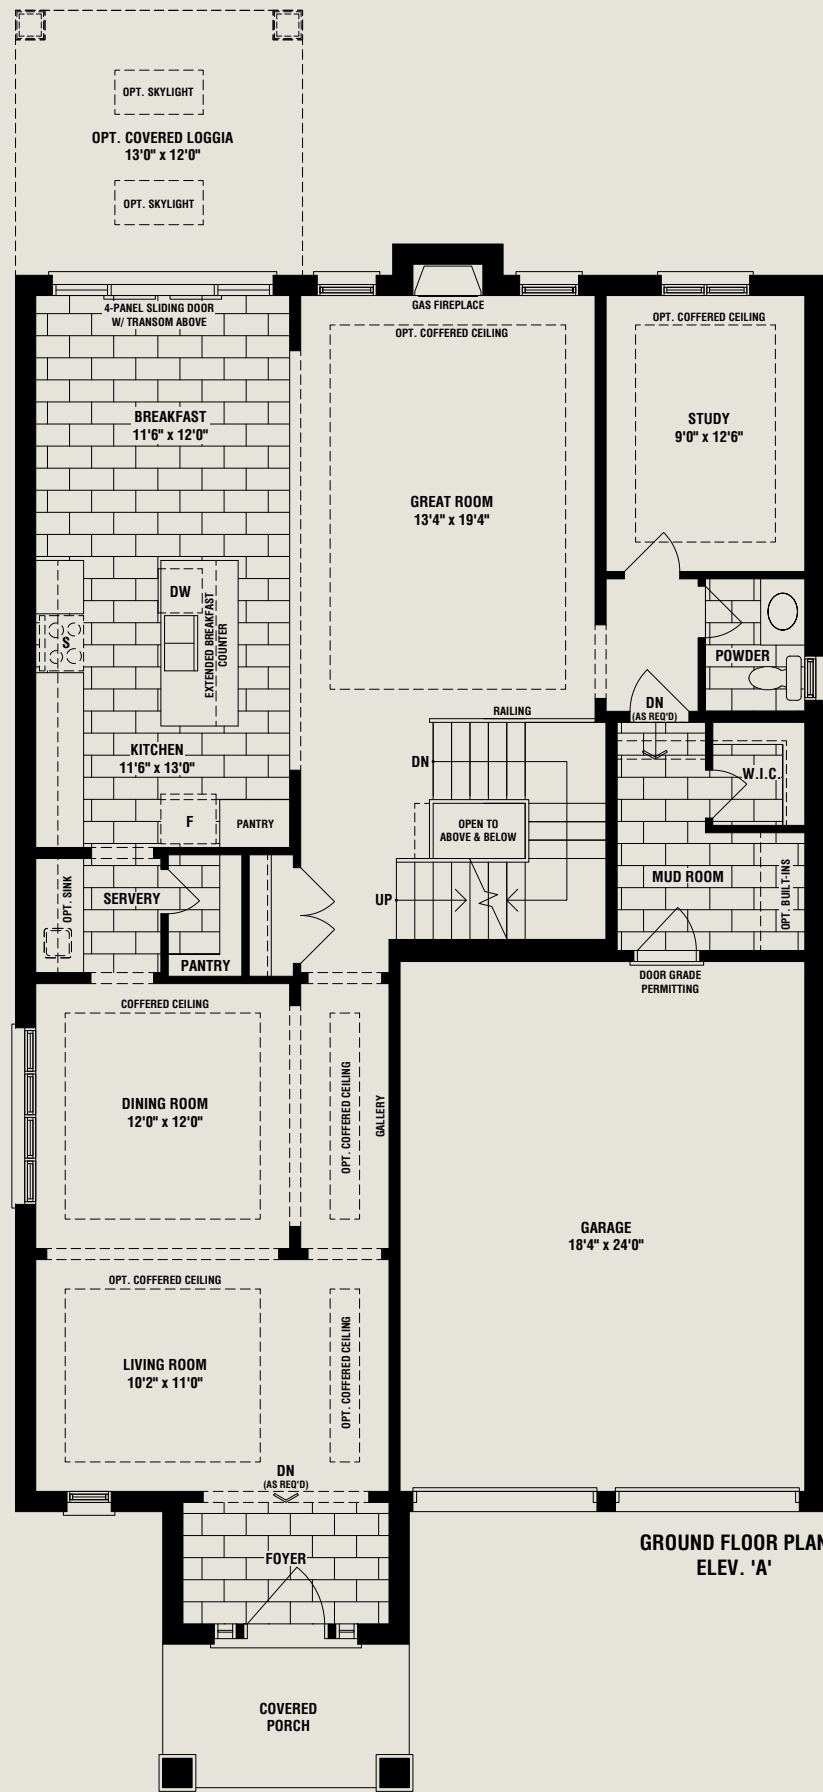 OPT. SKYLIGHT
OPT. COVERED LOGGIA
13'0" x 12'0"
OPT. SKYLIGHT
4-PANEL SLIDING DOOR
W/ TRANSOM ABOVE
GAS FIREPLACE
OPT. COFFERED CEILING
OPT. COFFERED CEILING
BREAKFAST
11'6" x 12'0"
STUDY
9'0" x 12'6"
GREAT ROOM
13'4" x 19'4"
DW
S
EXTENDED BREAKFAST
COUNTER
POWDER
RAILING
DN
(AS REQ'D)
KITCHEN
11'6" x 13'0"
DN
W.I.C.
F
PANTRY
OPEN TO
ABOVE & BELOW
MUD ROOM
OPT. BUILT-INS
OPT. SINK
SERVERY
UP
PANTRY
DOOR GRADE
PERMITTING
COFFERED CEILING
DINING ROOM
12'0" x 12'0"
OPT. COFFERED CEILING
GALLERY
GARAGE
18'4" x 24'0"
OPT. COFFERED CEILING
LIVING ROOM
10'2" x 11'0"
OPT. COFFERED CEILING
DN
(AS REQ'D)
FOYER
GROUND FLOOR PLAN
ELEV. 'A'
COVERED
PORCH